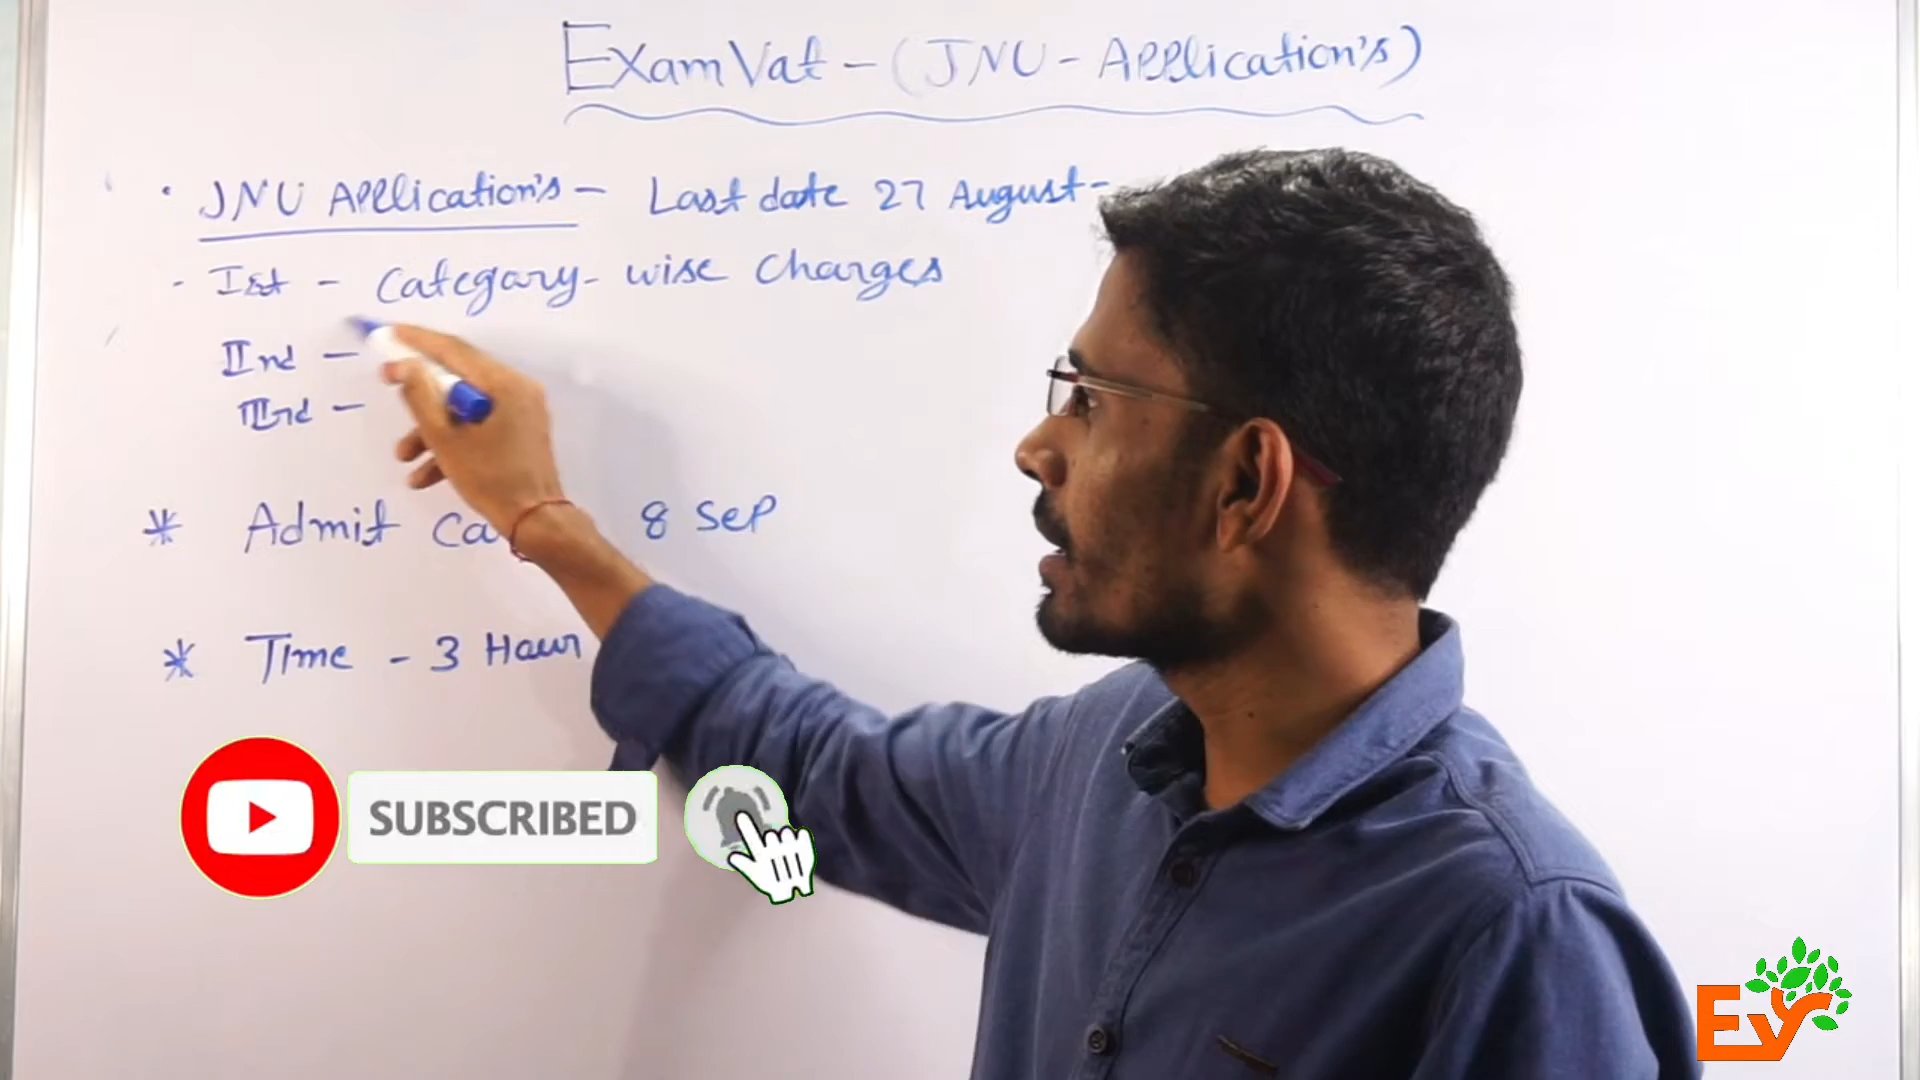 ExamVat - (JNU - Application's)
• JNU Application's - Last date 27 August -
- Ist - Category - wise Charges
IInd -
IIIrd -
* Admit Ca 8 Sep
* Time - 3 Hour
SUBSCRIBED
EV